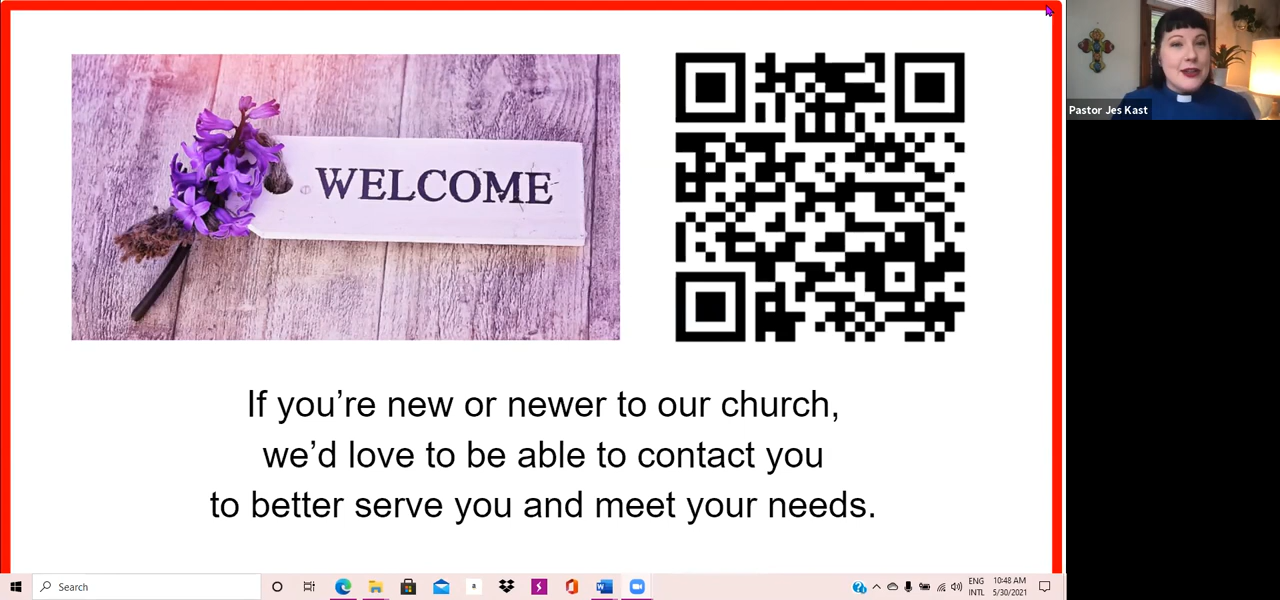 WELCOME
Pastor Jes Kast
If you’re new or newer to our church,
we’d love to be able to contact you
to better serve you and meet your needs.
Search
a
ENG
INTL
10:48 AM
5/30/2021